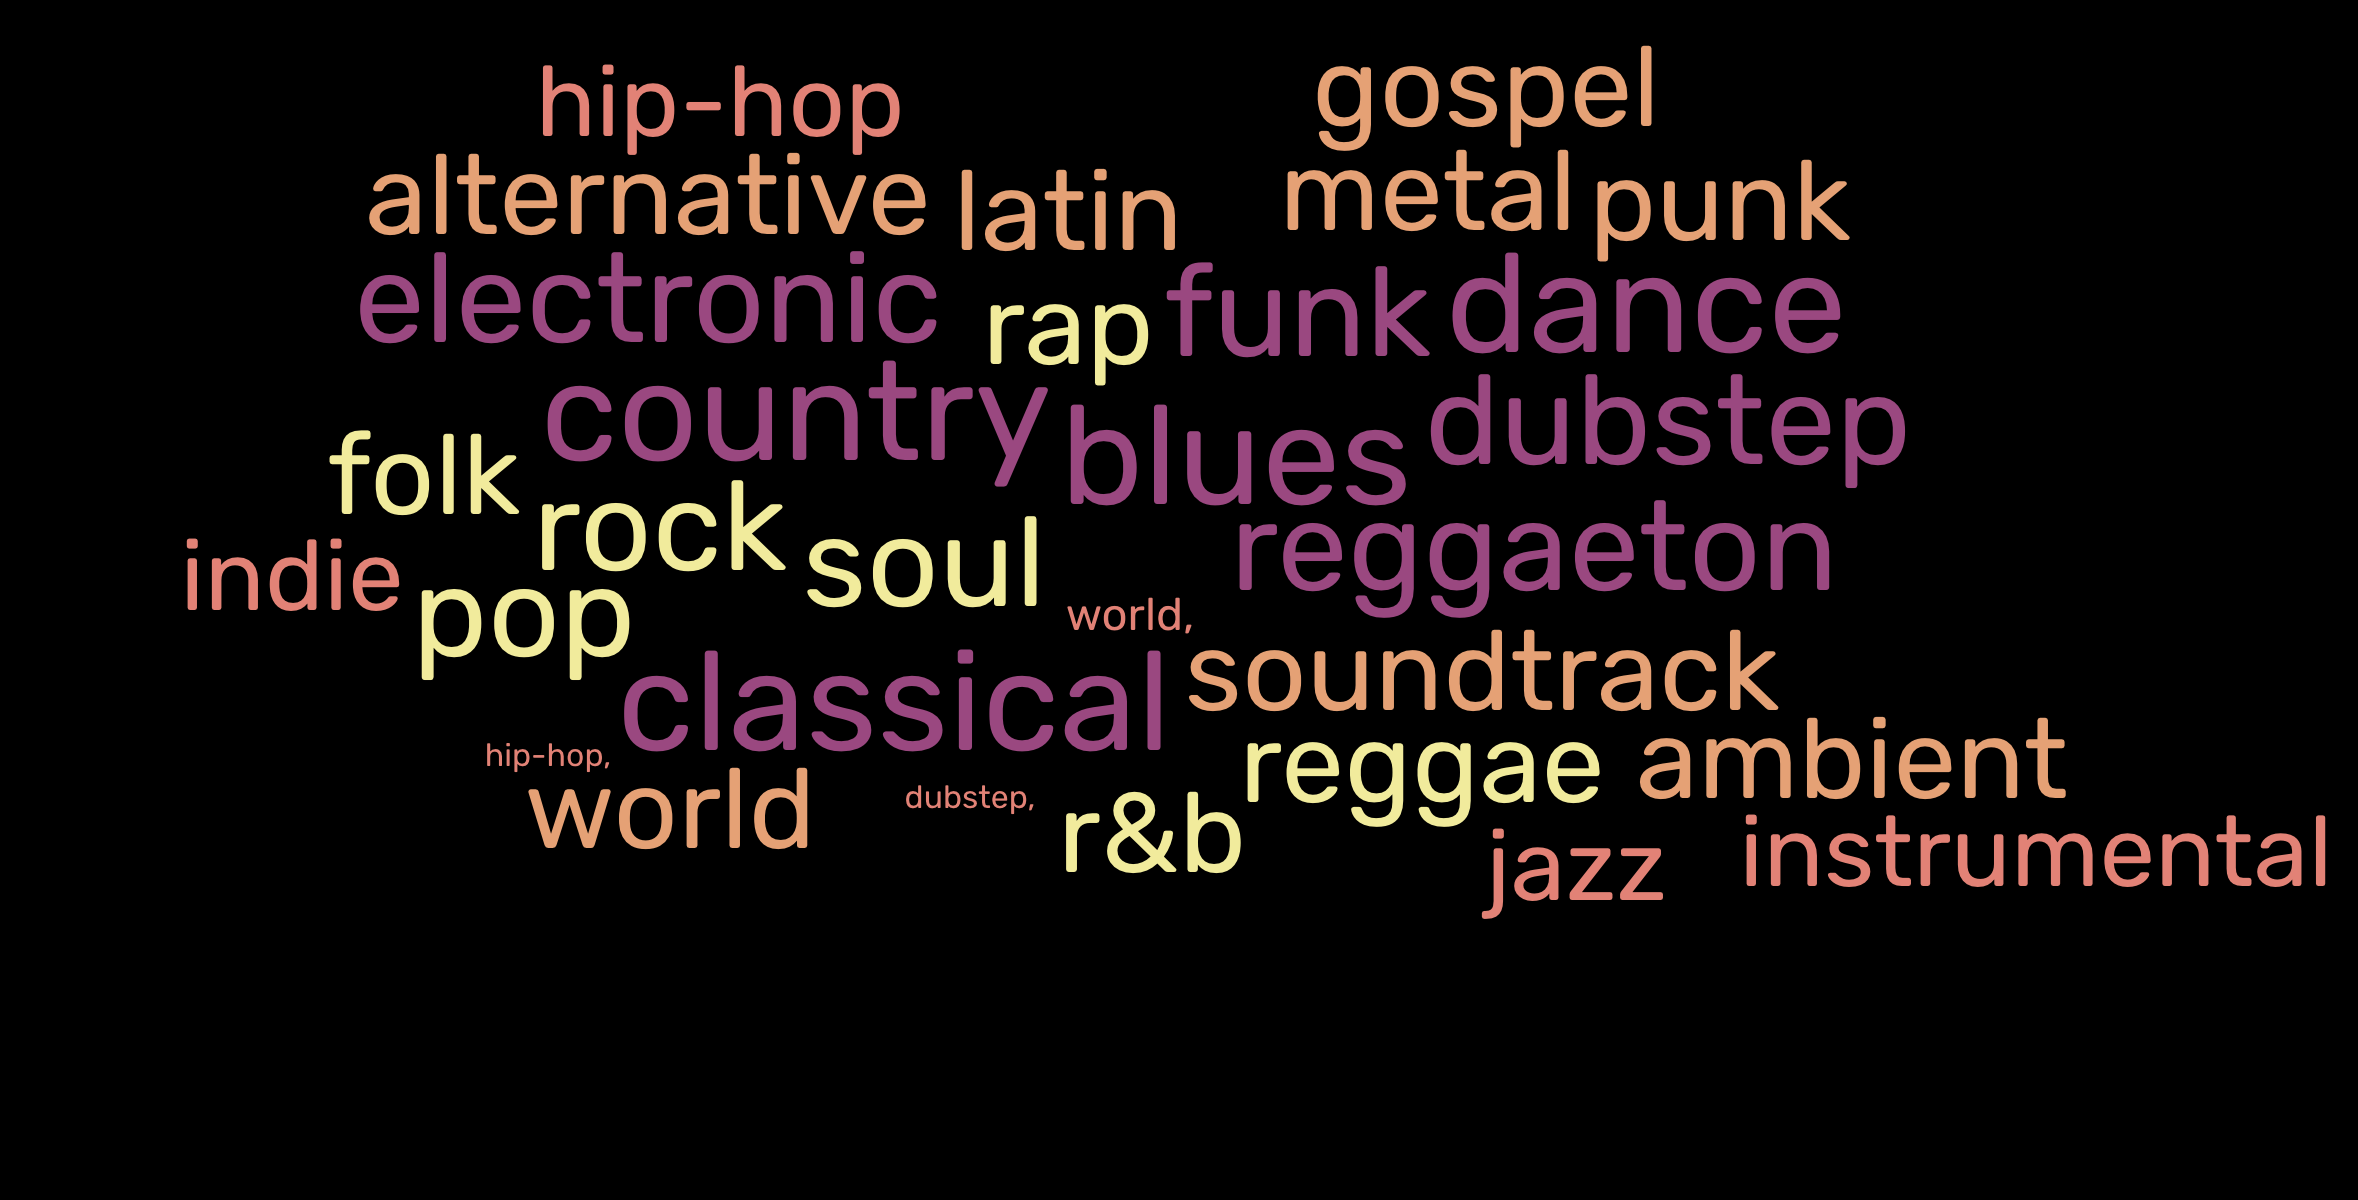 hip-hop gospel
alternative latin metal punk
electronic rap funk dance
country blues dubstep
folk rock soul reggaeton
indie pop world,
classical soundtrack
hip-hop, reggae ambient
world dubstep, r&b
jazz instrumental